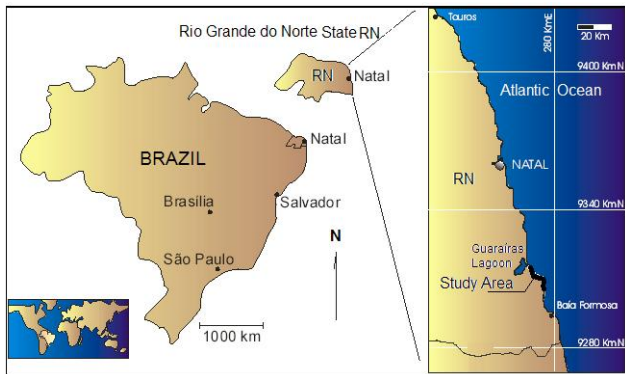 Rio Grande do Norte State RN
RN
Natal
BRAZIL
Natal
Brasília
Salvador
São Paulo
N
1000 km
Touros
280 KmE
20 Km
9400 KmN
Atlantic Ocean
NATAL
RN
9340 KmN
Guaraíras
Lagoon
Study Area
Baía Formosa
9280 KmN